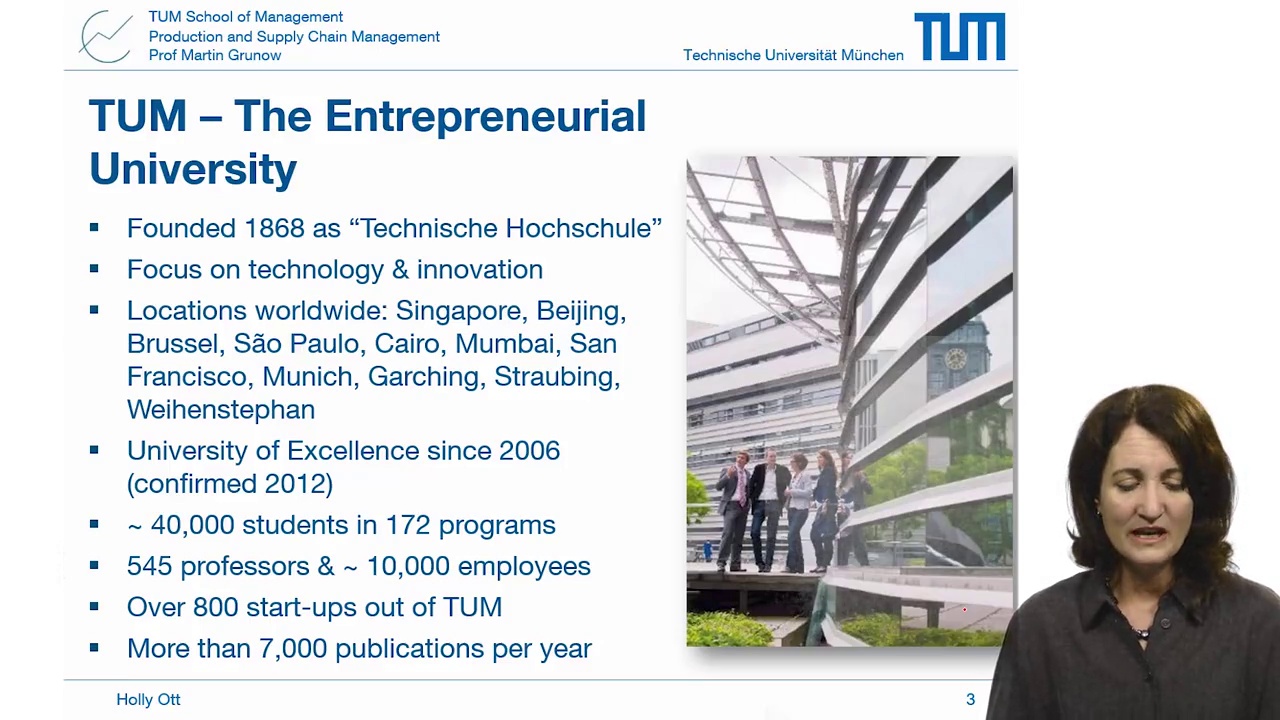 TUM School of Management
Production and Supply Chain Management
Prof Martin Grunow
Technische Universität München
TUM
TUM – The Entrepreneurial
University
Founded 1868 as “Technische Hochschule”
Focus on technology & innovation
Locations worldwide: Singapore, Beijing,
Brussel, São Paulo, Cairo, Mumbai, San
Francisco, Munich, Garching, Straubing,
Weihenstephan
University of Excellence since 2006
(confirmed 2012)
~ 40,000 students in 172 programs
545 professors & ~ 10,000 employees
Over 800 start-ups out of TUM
More than 7,000 publications per year
Holly Ott
3